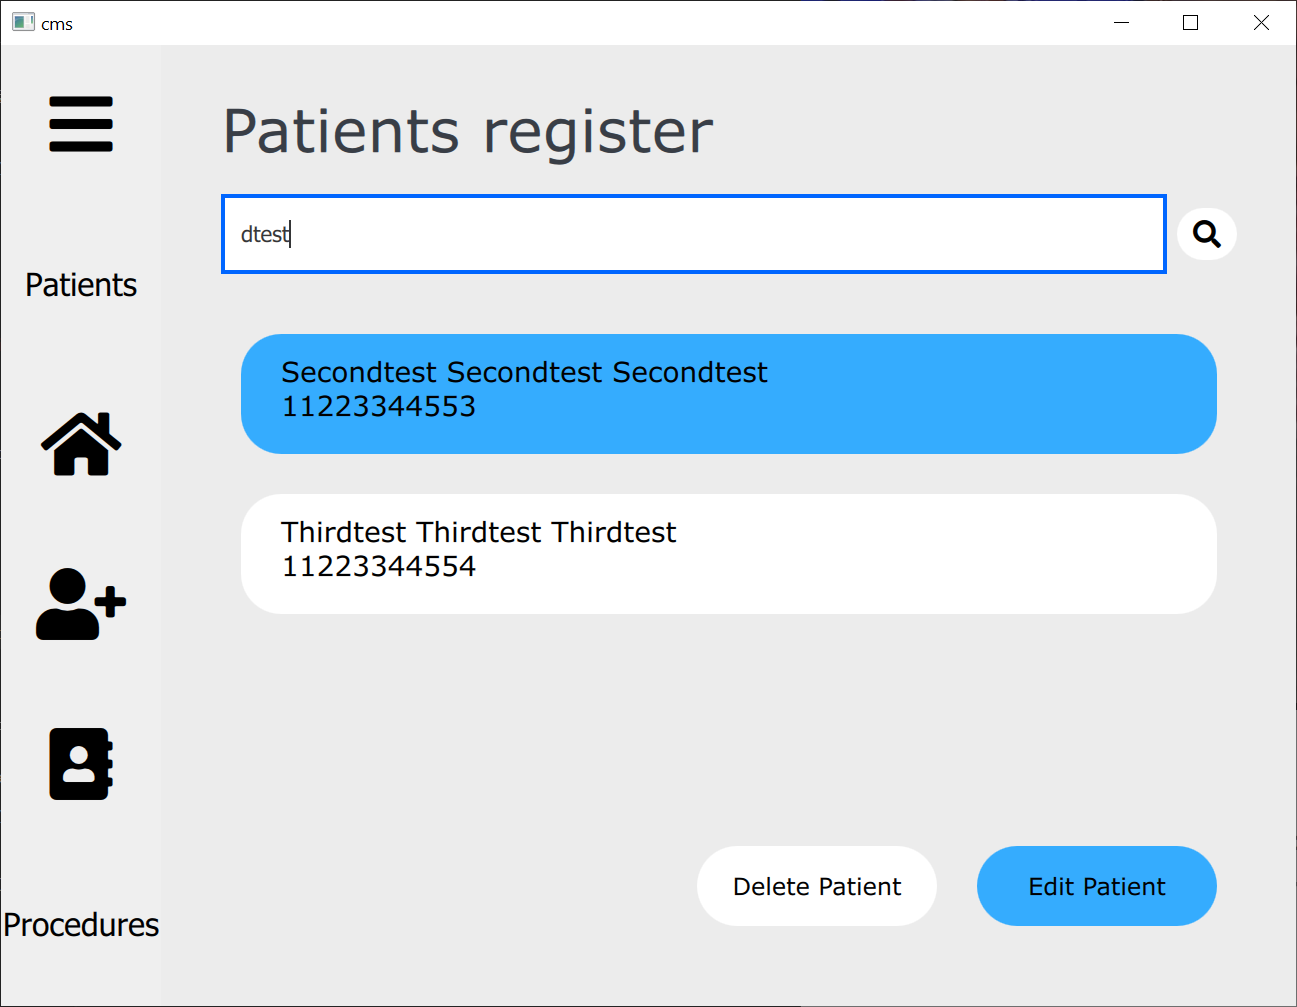 cms
Patients register
dtest
Patients
Secondtest Secondtest Secondtest
11223344553
Thirdtest Thirdtest Thirdtest
11223344554
Delete Patient
Edit Patient
Procedures